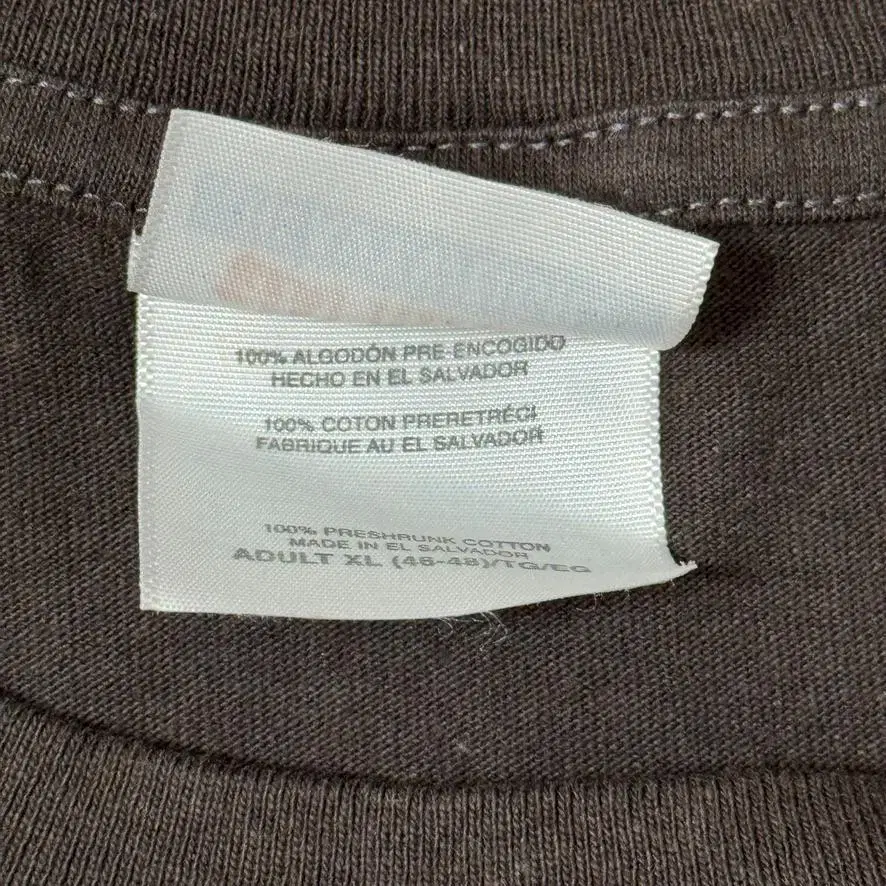 100% ALGODÓN PRE ENCOGIDO
HECHO EN EL SALVADOR
100% COTON PRERETRÉCI
FABRIQUE AU EL SALVADOR
100% PRESHRUNK COTTON
MADE IN EL SALVADOR
ADULT XL (46-48)/TG/EG